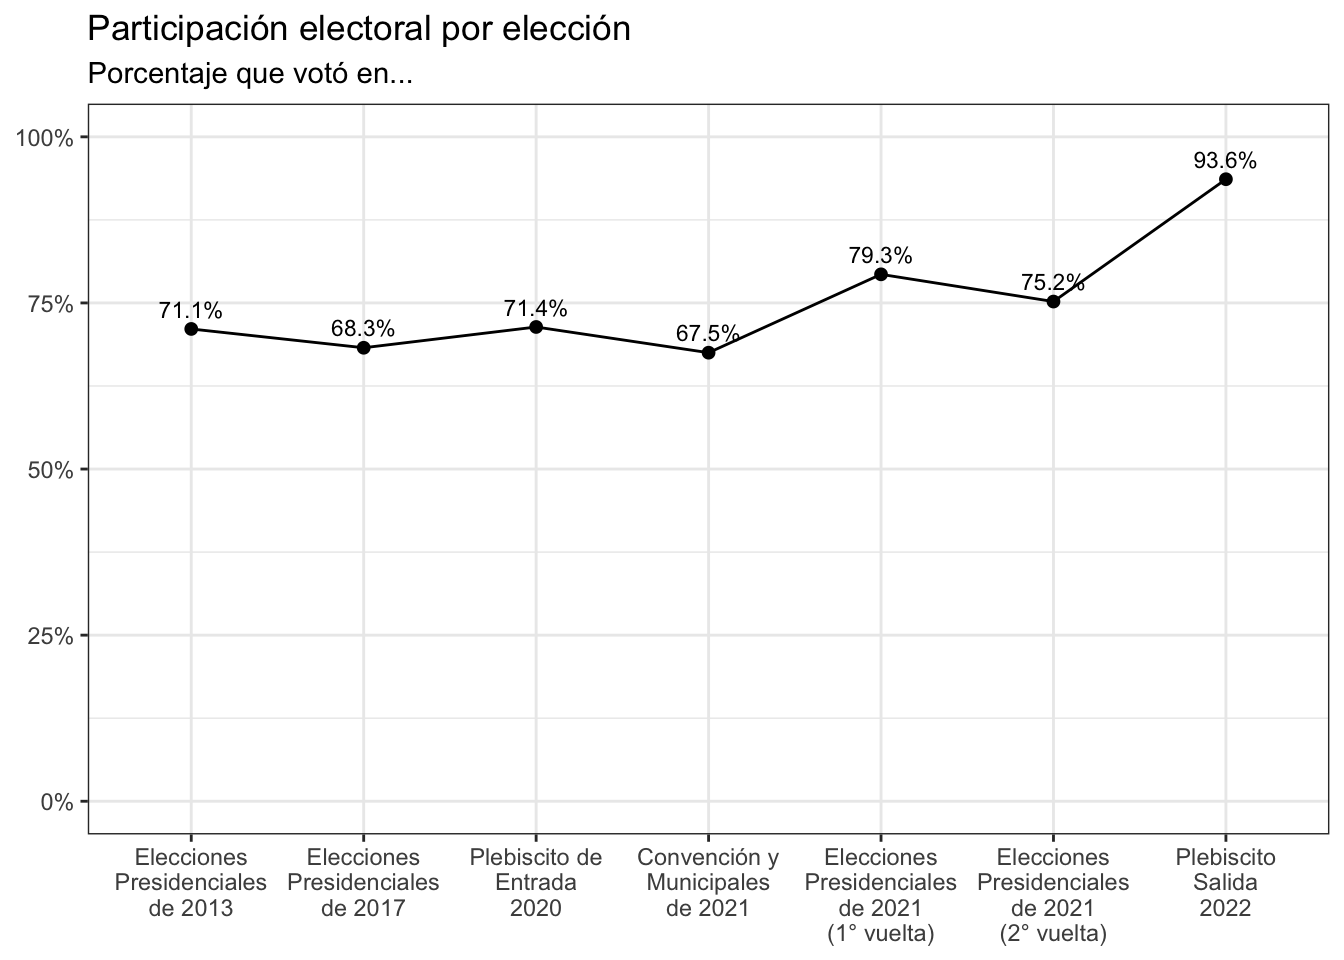 Participación electoral por elección
Porcentaje que votó en...
100%
75%
50%
25%
0%
71.1%
68.3%
71.4%
67.5%
79.3%
75.2%
93.6%
Elecciones
Presidenciales
de 2013
Elecciones
Presidenciales
de 2017
Plebiscito de
Entrada
2020
Convención y
Municipales
de 2021
Elecciones
Presidenciales
de 2021
(1° vuelta)
Elecciones
Presidenciales
de 2021
(2° vuelta)
Plebiscito
Salida
2022